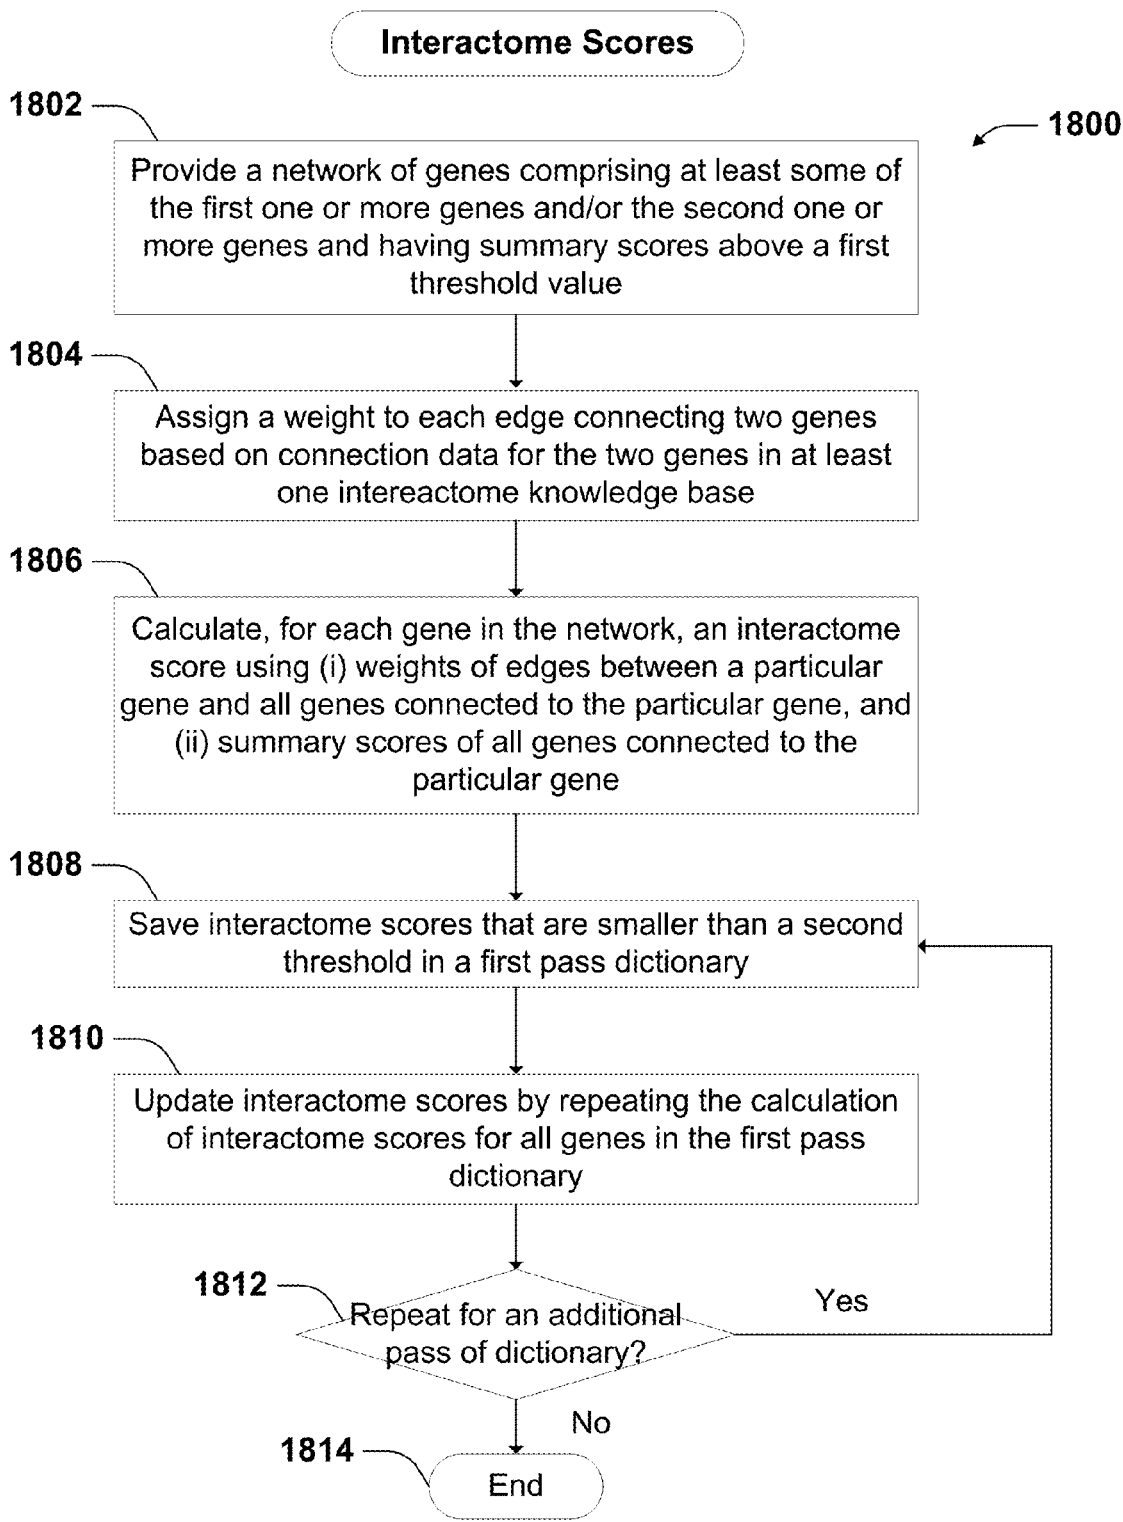 Interactome Scores
1802
1800
Provide a network of genes comprising at least some of
the first one or more genes and/or the second one or
more genes and having summary scores above a first
threshold value
1804
Assign a weight to each edge connecting two genes
based on connection data for the two genes in at least
one intereactome knowledge base
1806
Calculate, for each gene in the network, an interactome
score using (i) weights of edges between a particular
gene and all genes connected to the particular gene, and
(ii) summary scores of all genes connected to the
particular gene
1808
Save interactome scores that are smaller than a second
threshold in a first pass dictionary
1810
Update interactome scores by repeating the calculation
of interactome scores for all genes in the first pass
dictionary
1812
Repeat for an additional
pass of dictionary?
Yes
No
1814
End